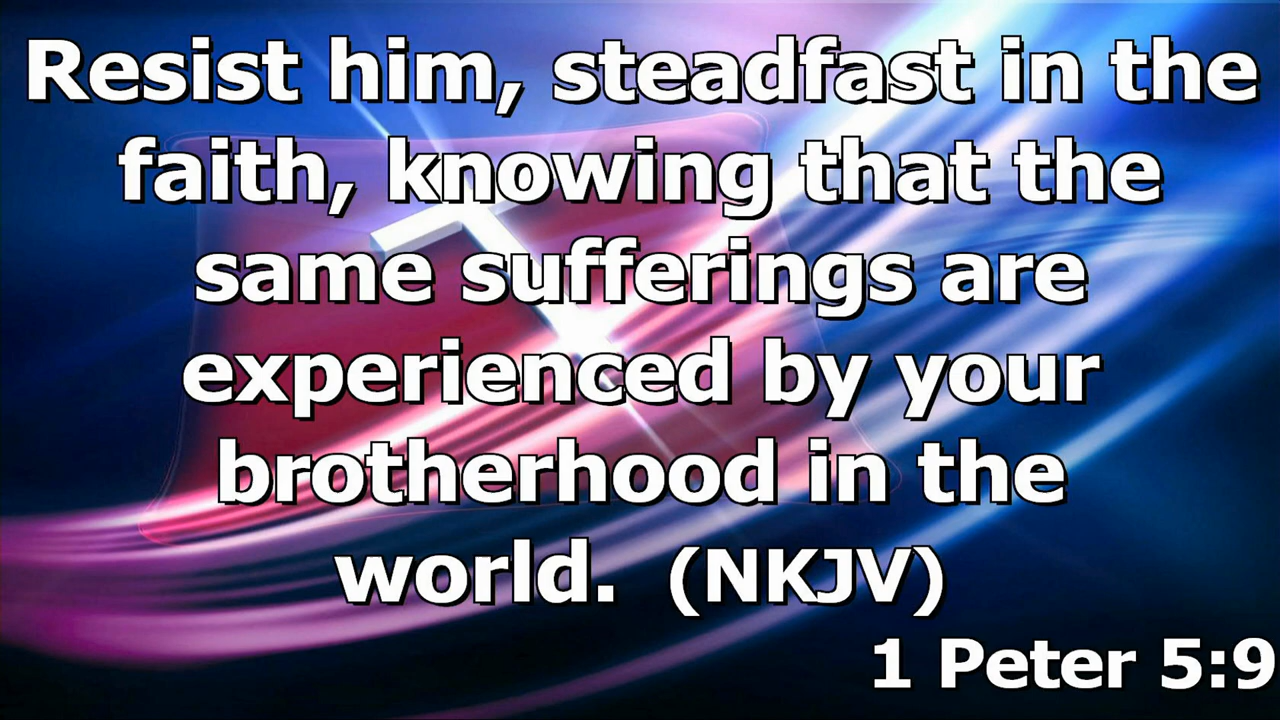 Resist him, steadfast in the
faith, knowing that the
same sufferings are
experienced by your
brotherhood in the
world.  (NKJV)
1 Peter 5:9